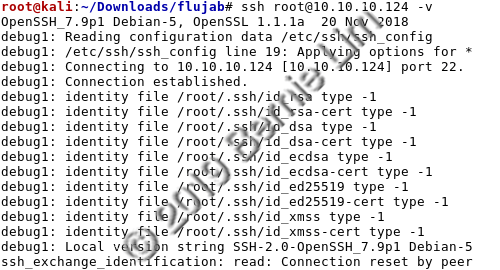 root@kali:~/Downloads/flujab# ssh root@10.10.10.124 -v
OpenSSH_7.9p1 Debian-5, OpenSSL 1.1.1a  20 Nov 2018
debug1: Reading configuration data /etc/ssh/ssh_config
debug1: /etc/ssh/ssh_config line 19: Applying options for *
debug1: Connecting to 10.10.10.124 [10.10.10.124] port 22.
debug1: Connection established.
debug1: identity file /root/.ssh/id_rsa type -1
debug1: identity file /root/.ssh/id_rsa-cert type -1
debug1: identity file /root/.ssh/id_dsa type -1
debug1: identity file /root/.ssh/id_dsa-cert type -1
debug1: identity file /root/.ssh/id_ecdsa type -1
debug1: identity file /root/.ssh/id_ecdsa-cert type -1
debug1: identity file /root/.ssh/id_ed25519 type -1
debug1: identity file /root/.ssh/id_ed25519-cert type -1
debug1: identity file /root/.ssh/id_xmss type -1
debug1: identity file /root/.ssh/id_xmss-cert type -1
debug1: Local version string SSH-2.0-OpenSSH_7.9p1 Debian-5
ssh_exchange_identification: read: Connection reset by peer
© 2019 Bernie Lim